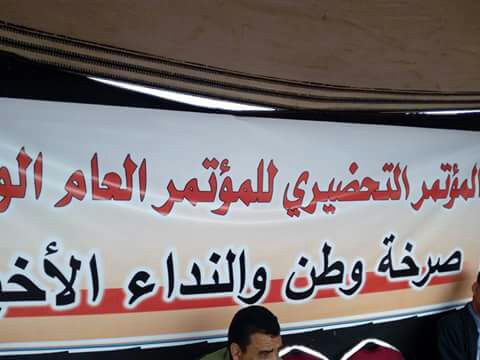 المؤتمر التحضيري للمؤتمر العام
صرخة وطن والنداء